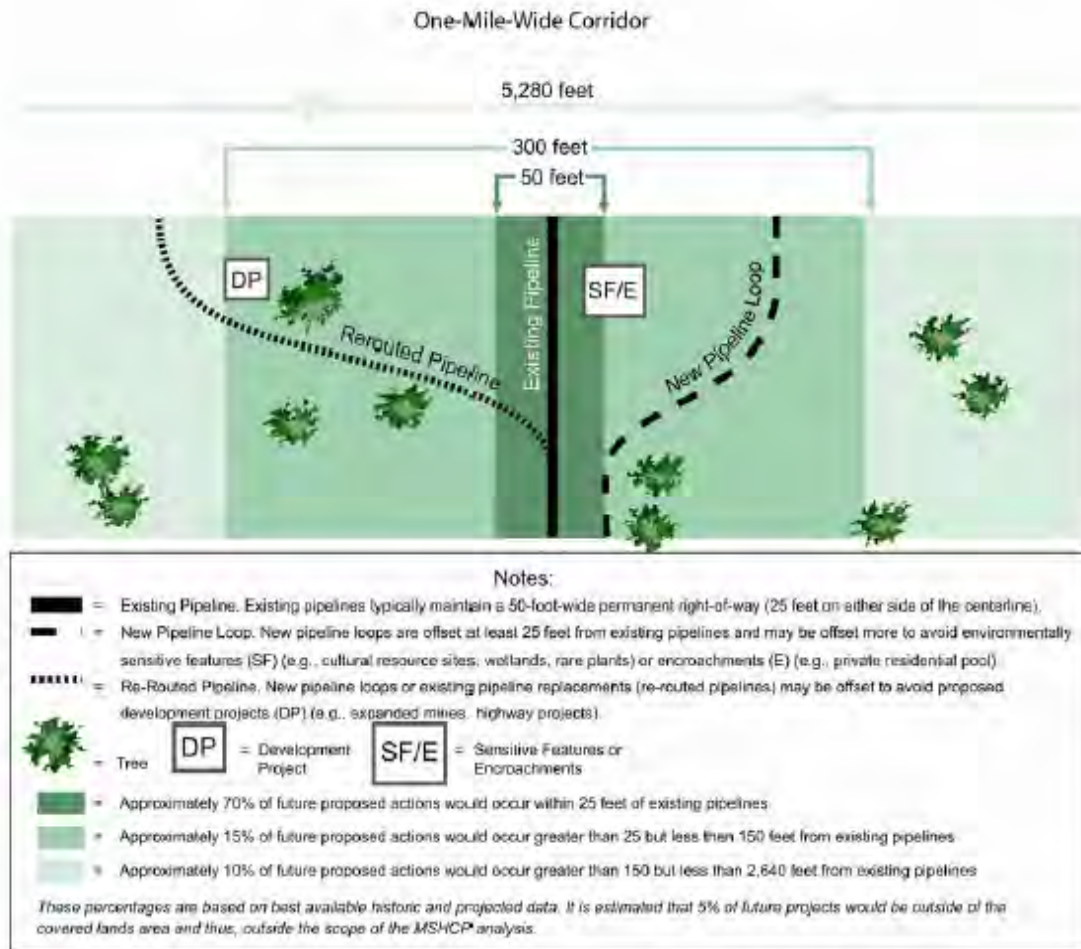 One-Mile-Wide Corridor
5,280 feet
300 feet
50 feet
DP
SF/E
Existing Pipeline
Rerouted Pipeline
New Pipeline Loop
Notes:
= Existing Pipeline. Existing pipelines typically maintain a 50-foot-wide permanent right-of-way (25 feet on either side of the centerline).
= New Pipeline Loop. New pipeline loops are offset at least 25 feet from existing pipelines and may be offset more to avoid environmentally
sensitive features (SF) (e.g., cultural resource sites, wetlands, rare plants) or encroachments (E) (e.g., private residential pool)
= Re-Routed Pipeline. New pipeline loops or existing pipeline replacements (re-routed pipelines) may be offset to avoid proposed
development projects (DP) (e.g., expanded mines, highway projects).
= Tree
DP
= Development
Project
SF/E
= Sensitive Features or
Encroachments
= Approximately 70% of future proposed actions would occur within 25 feet of existing pipelines
= Approximately 15% of future proposed actions would occur greater than 25 but less than 150 feet from existing pipelines
= Approximately 10% of future proposed actions would occur greater than 150 but less than 2,640 feet from existing pipelines
These percentages are based on best available historic and projected data. It is estimated that 5% of future projects would be outside of the
covered lands area and thus, outside the scope of the MSHCP analysis.